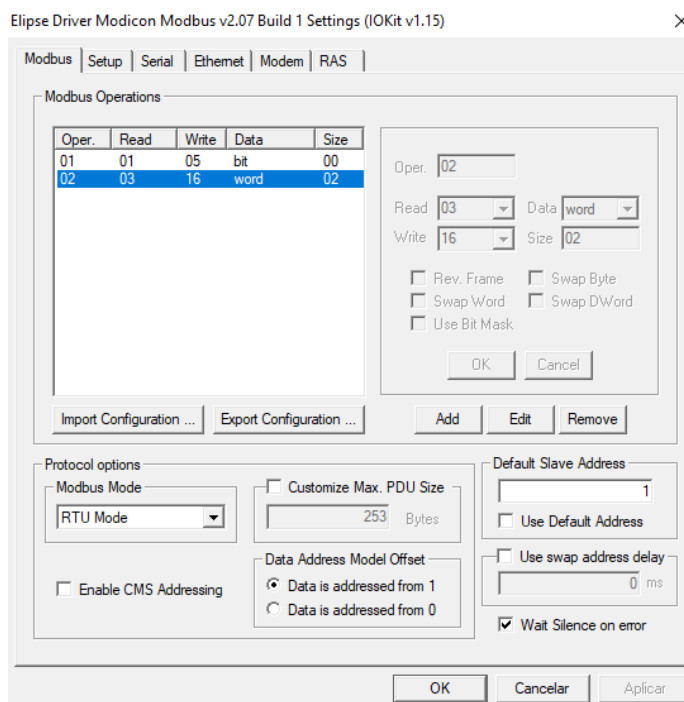 Elipse Driver Modicon Modbus v2.07 Build 1 Settings (IOKit v1.15)
Modbus Setup Serial Ethernet Modem RAS
Modbus Operations
Oper. Read Write Data Size
01 01 05 bit 00
02 03 16 word 02
Oper. 02
Read 03 Data word
Write 16 Size 02
Rev. Frame Swap Byte
Swap Word Swap DWord
Use Bit Mask
OK Cancel
Import Configuration ... Export Configuration ... Add Edit Remove
Protocol options
Modbus Mode
RTU Mode
Enable CMS Addressing
Customize Max. PDU Size
253 Bytes
Data Address Model Offset
Data is addressed from 1
Data is addressed from 0
Default Slave Address
1
Use Default Address
Use swap address delay
0 ms
Wait Silence on error
OK Cancelar Aplicar